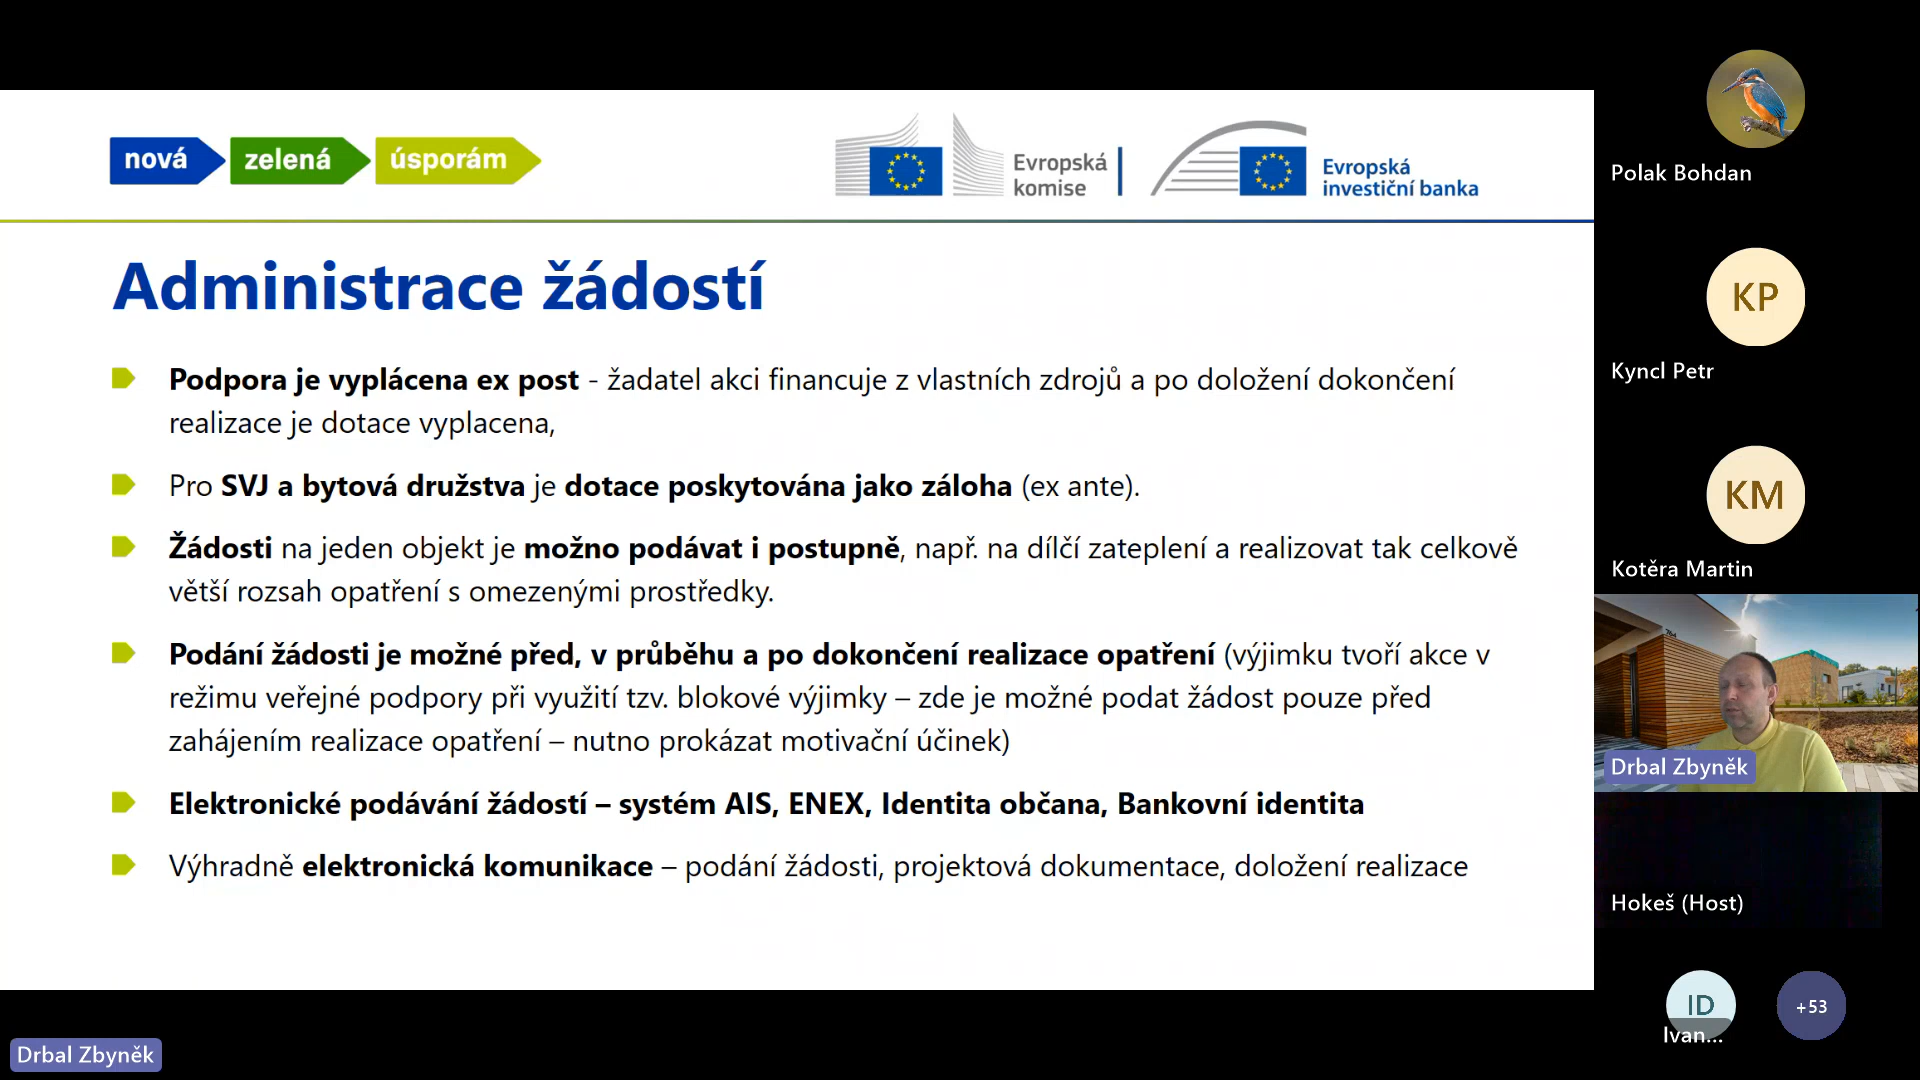 nová zelená úsporám
Evropská
komise
Evropská
investiční banka
Administrace žádostí
Podpora je vyplácena ex post - žadatel akci financuje z vlastních zdrojů a po doložení dokončení
realizace je dotace vyplacena,
Pro SVJ a bytová družstva je dotace poskytována jako záloha (ex ante).
Žádosti na jeden objekt je možno podávat i postupně, např. na dílčí zateplení a realizovat tak celkově
větší rozsah opatření s omezenými prostředky.
Podání žádosti je možné před, v průběhu a po dokončení realizace opatření (výjimku tvoří akce v
režimu veřejné podpory při využití tzv. blokové výjimky – zde je možné podat žádost pouze před
zahájením realizace opatření – nutno prokázat motivační účinek)
Elektronické podávání žádostí – systém AIS, ENEX, Identita občana, Bankovní identita
Výhradně elektronická komunikace – podání žádosti, projektová dokumentace, doložení realizace
Polak Bohdan
KP
Kyncl Petr
KM
Kotěra Martin
Drbal Zbyněk
Hokeš (Host)
ID
Ivan...
+53
Drbal Zbyněk